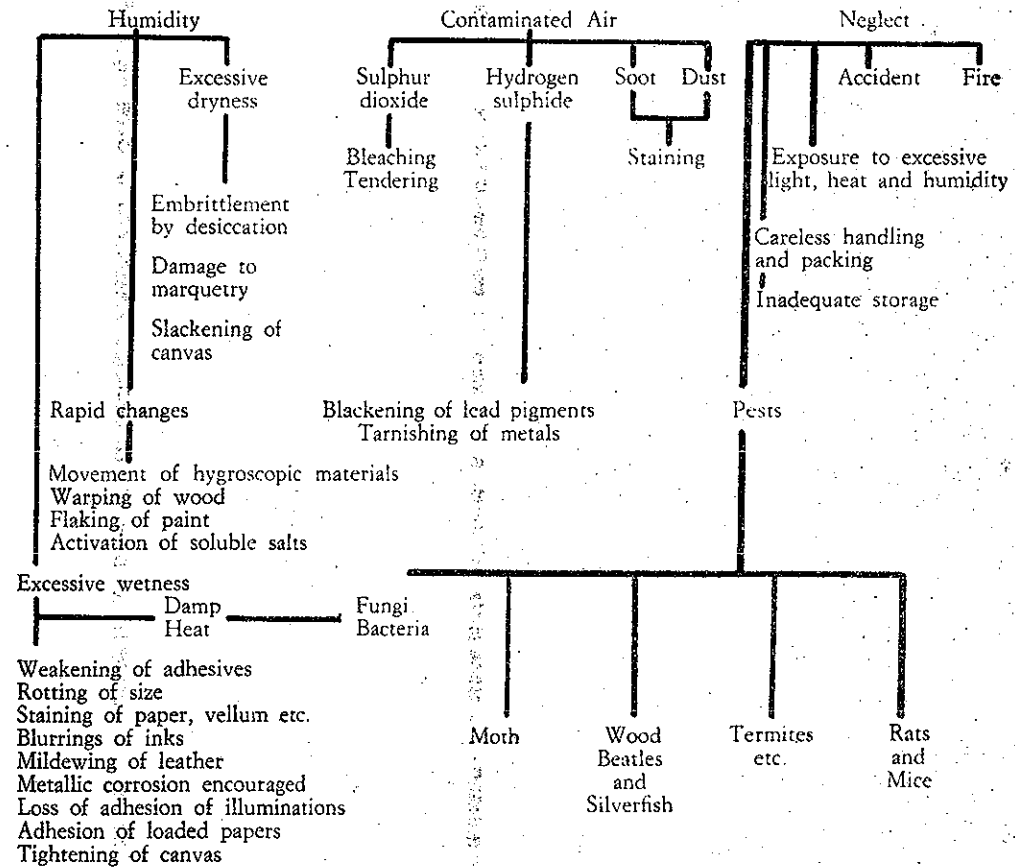 Humidity
Contaminated Air
Neglect
Excessive
dryness
Sulphur
dioxide
Hydrogen
sulphide
Soot
Dust
Accident
Fire
Bleaching
Tendering
Staining
Exposure to excessive
light, heat and humidity
Embrittlement
by desiccation
Damage to
marquetry
Slackening of
canvas
Careless handling
and packing
Inadequate storage
Rapid changes
Blackening of lead pigments
Tarnishing of metals
Pests
Movement of hygroscopic materials
Warping of wood
Flaking of paint
Activation of soluble salts
Excessive wetness
Damp
Heat
Fungi
Bacteria
Weakening of adhesives
Rotting of size
Staining of paper, vellum etc.
Blurrings of inks
Mildewing of leather
Metallic corrosion encouraged
Loss of adhesion of illuminations
Adhesion of loaded papers
Tightening of canvas
Moth
Wood
Beatles
and
Silverfish
Termites
etc.
Rats
and
Mice